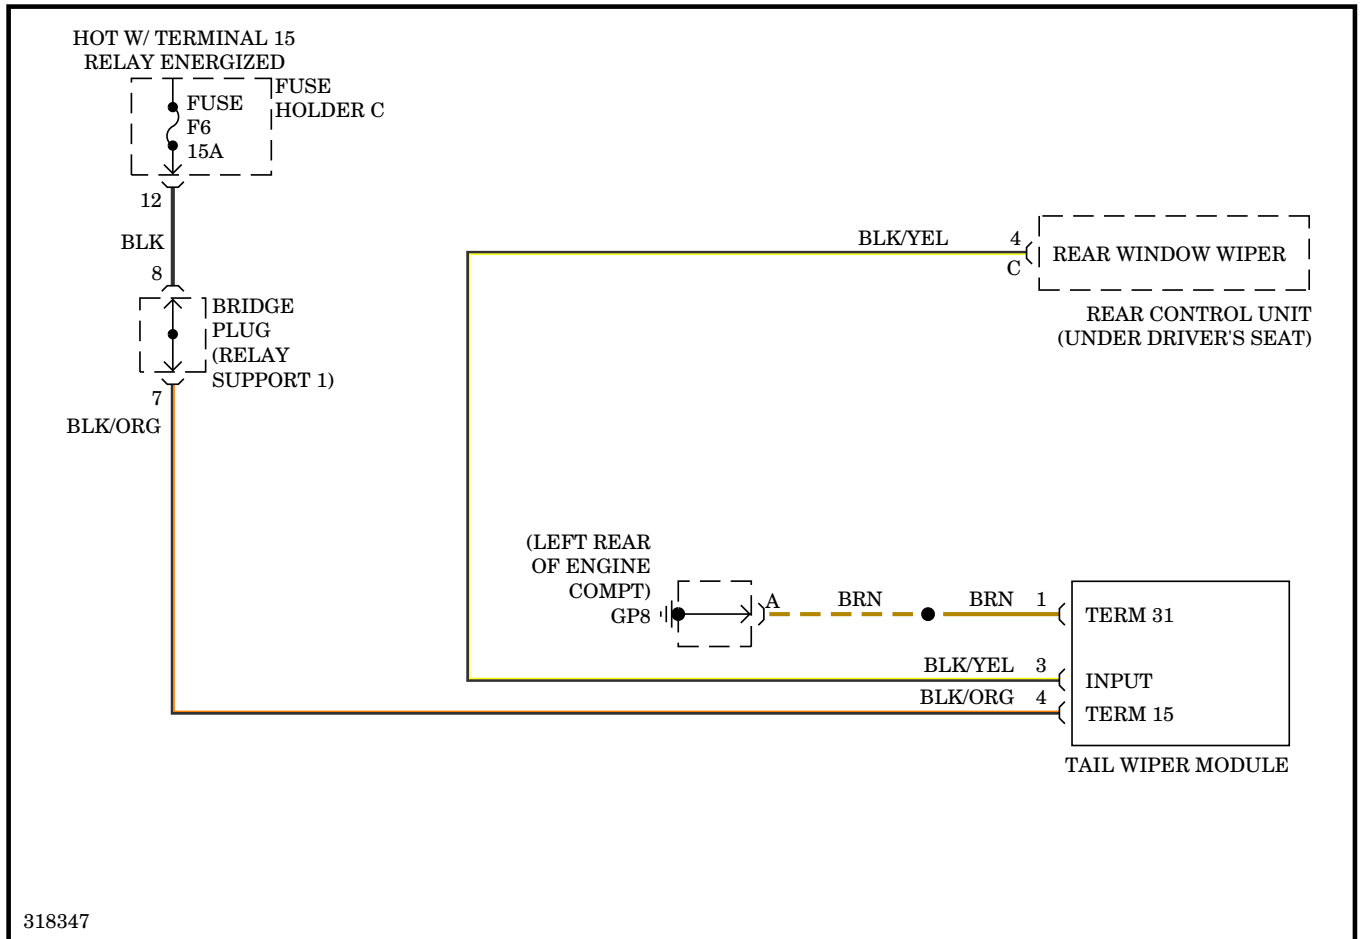 HOT W/ TERMINAL 15
RELAY ENERGIZED
FUSE
HOLDER C
FUSE
F6
15A
12
BLK
8
BRIDGE
PLUG
(RELAY
SUPPORT 1)
7
BLK/ORG
BLK/YEL
4
C
REAR WINDOW WIPER
REAR CONTROL UNIT
(UNDER DRIVER'S SEAT)
(LEFT REAR
OF ENGINE
COMPT)
GP8
A
BRN
BRN
1
TERM 31
BLK/YEL
3
INPUT
BLK/ORG
4
TERM 15
TAIL WIPER MODULE
318347